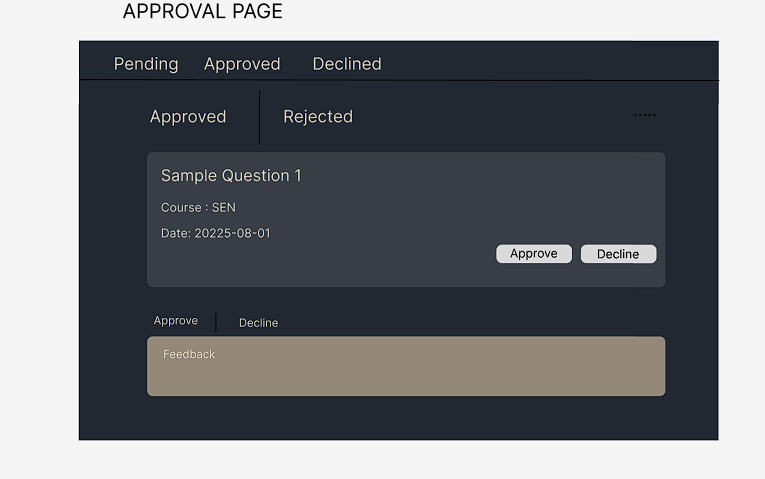 APPROVAL PAGE
Pending Approved Declined
Approved Rejected .....
Sample Question 1
Course : SEN
Date: 20225-08-01
Approve Decline
Approve Decline
Feedback